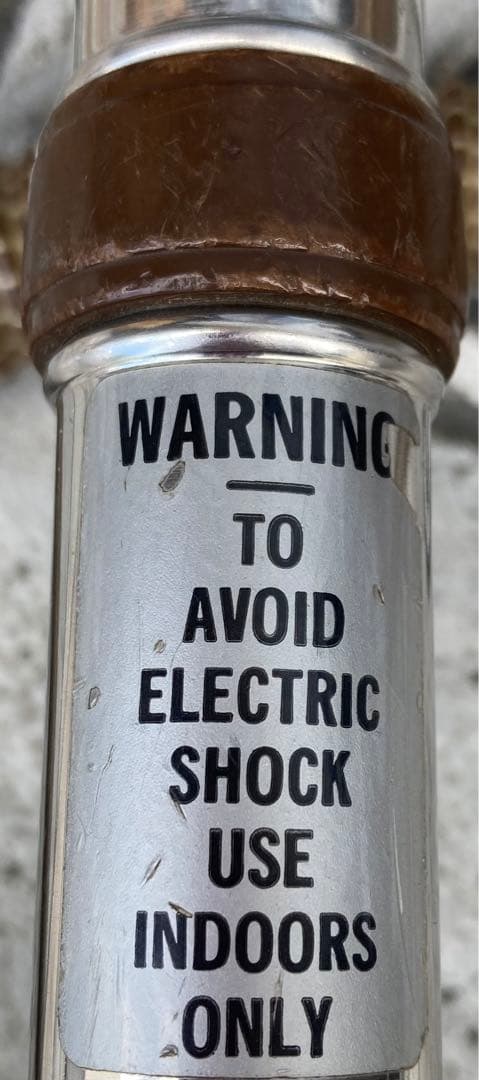 WARNING
TO
AVOID
ELECTRIC
SHOCK
USE
INDOORS
ONLY